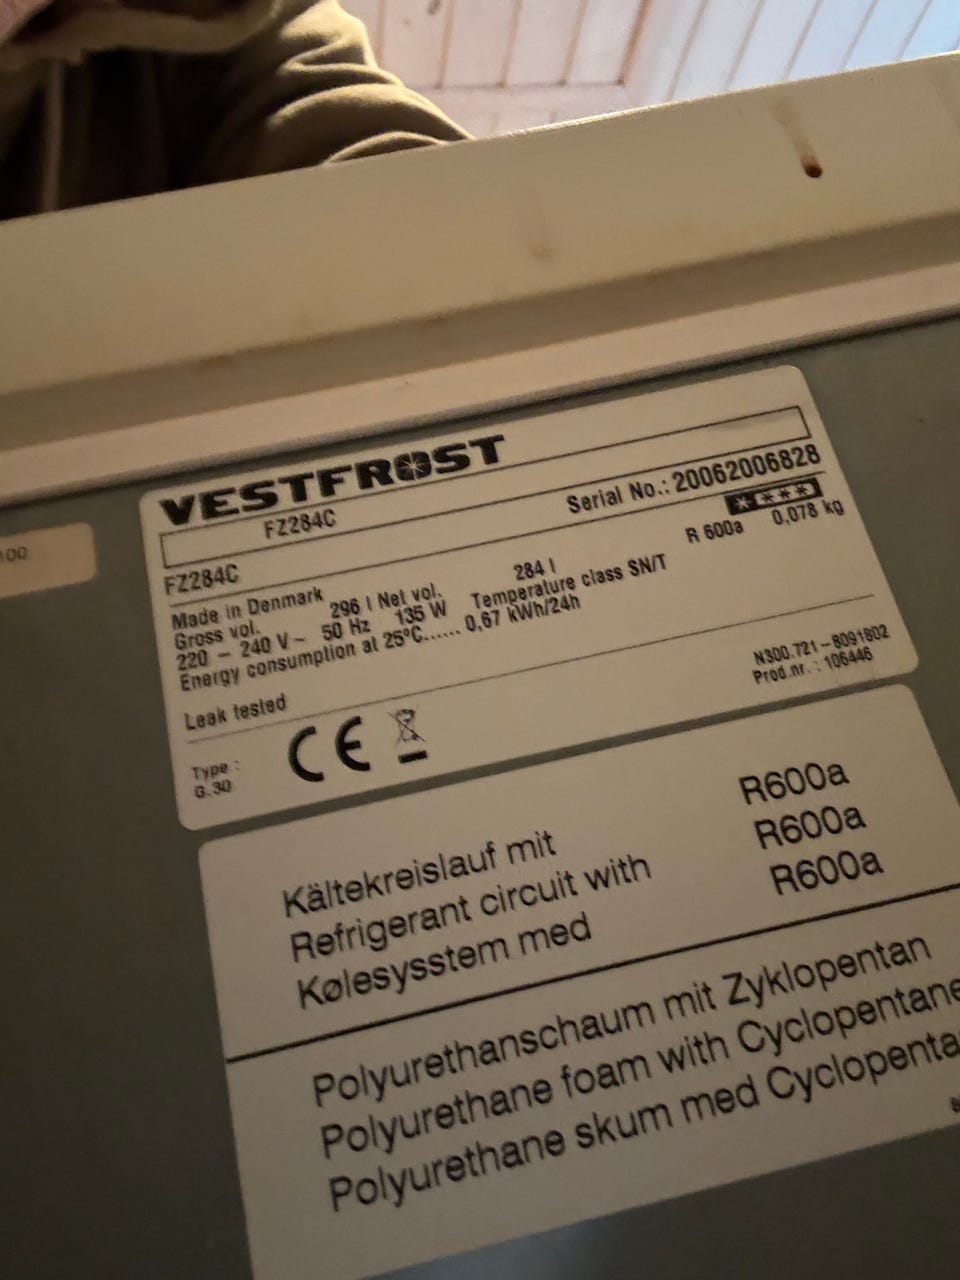 VESTFROST
FZ284C
Serial No.: 20062006828
FZ284C
R 600a 0,078 kg
Made in Denmark
Gross vol. 296 l Net vol. 284 l
220 - 240 V~ 50 Hz 135 W Temperature class SN/T
Energy consumption at 25°C...... 0,67 kWh/24h
Leak tested
N300.721-8091802
Prod.nr.: 106446
Type :
G.30
CE
Kältekreislauf mit R600a
Refrigerant circuit with R600a
Kølesysstem med R600a
Polyurethanschaum mit Zyklopentan
Polyurethane foam with Cyclopentane
Polyurethane skum med Cyclopenta